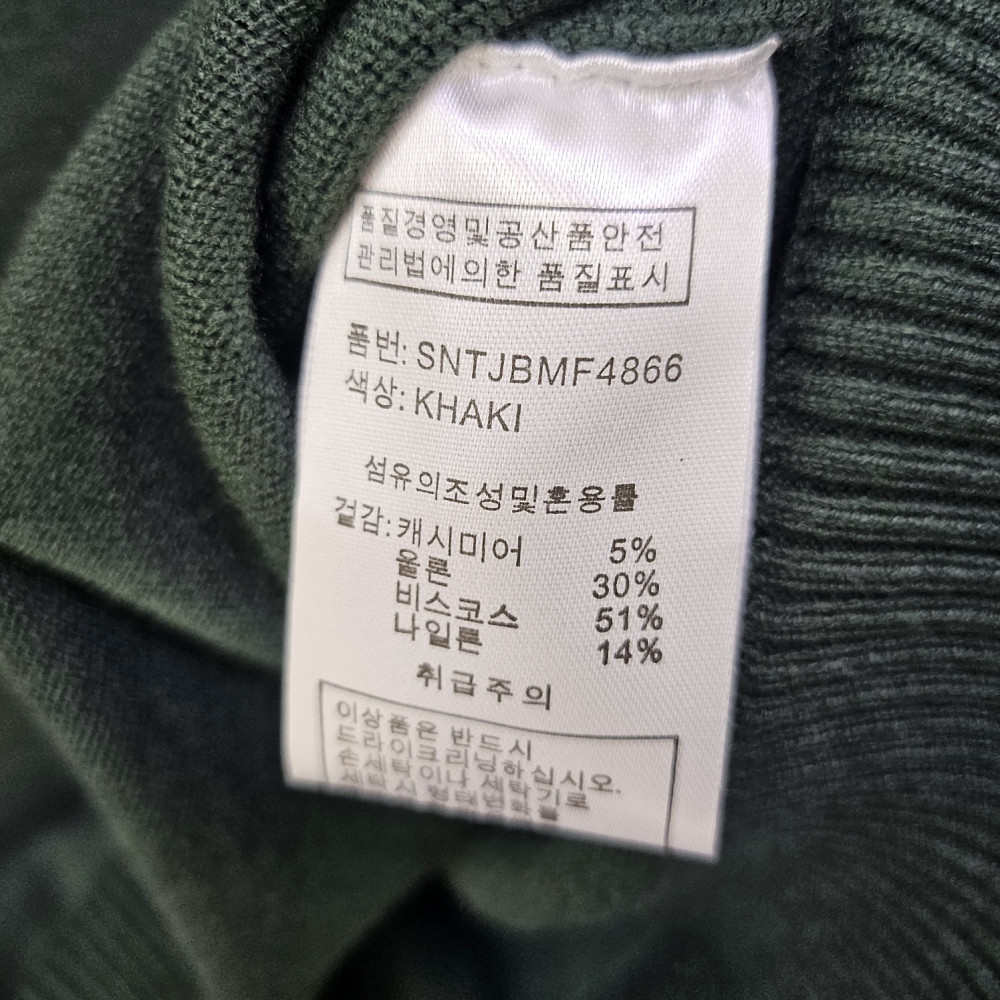 품질경영및공산품안전
관리법에의한 품질표시
품번: SNTJBMF4866
색상: KHAKI
섬유의조성및혼용률
겉감: 캐시미어 5%
울론 30%
비스코스 51%
나일론 14%
취급주의
이상품은 반드시
드라이크리닝하십시오.
손세탁이나 세탁기로
세탁시